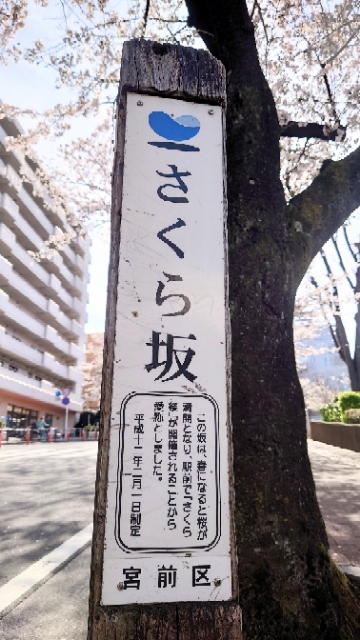 さくら坂
この坂は、春になると桜が
満開となり、駅前で「さくら
祭」が開催されることから
愛称としました。
平成十二年二月一日制定
宮前区